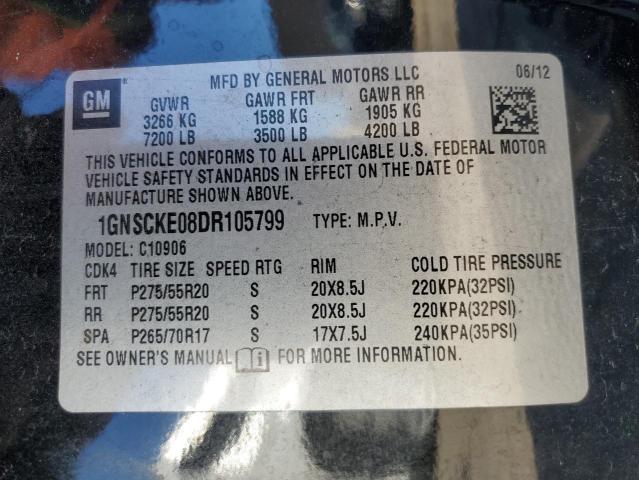 MFD BY GENERAL MOTORS LLC 06/12
GM
GVWR GAWR FRT GAWR RR
3266 KG 1588 KG 1905 KG
7200 LB 3500 LB 4200 LB
THIS VEHICLE CONFORMS TO ALL APPLICABLE U.S. FEDERAL MOTOR
VEHICLE SAFETY STANDARDS IN EFFECT ON THE DATE OF
MANUFACTURE SHOWN ABOVE.
1GNSCKE08DR105799 TYPE: M.P.V.
MODEL: C10906
CDK4 TIRE SIZE SPEED RTG RIM COLD TIRE PRESSURE
FRT P275/55R20 S 20X8.5J 220KPA(32PSI)
RR P275/55R20 S 20X8.5J 220KPA(32PSI)
SPA P265/70R17 S 17X7.5J 240KPA(35PSI)
SEE OWNER'S MANUAL FOR MORE INFORMATION.